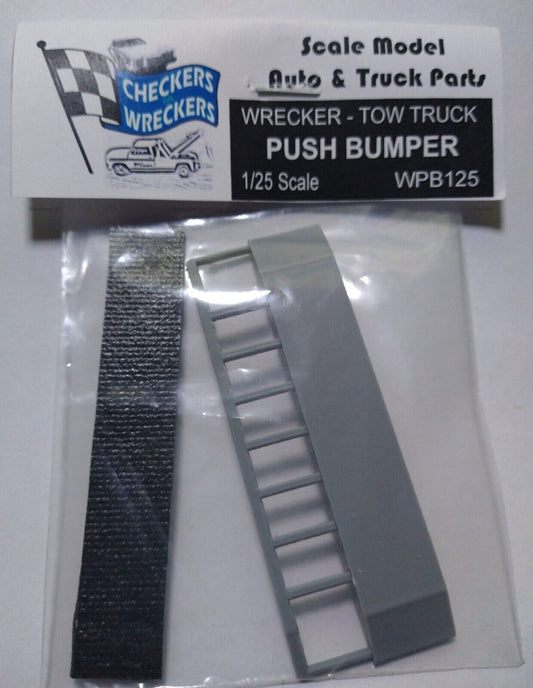 CHECKERS
WRECKERS
Scale Model
Auto & Truck Parts
WRECKER - TOW TRUCK
PUSH BUMPER
1/25 Scale WPB125